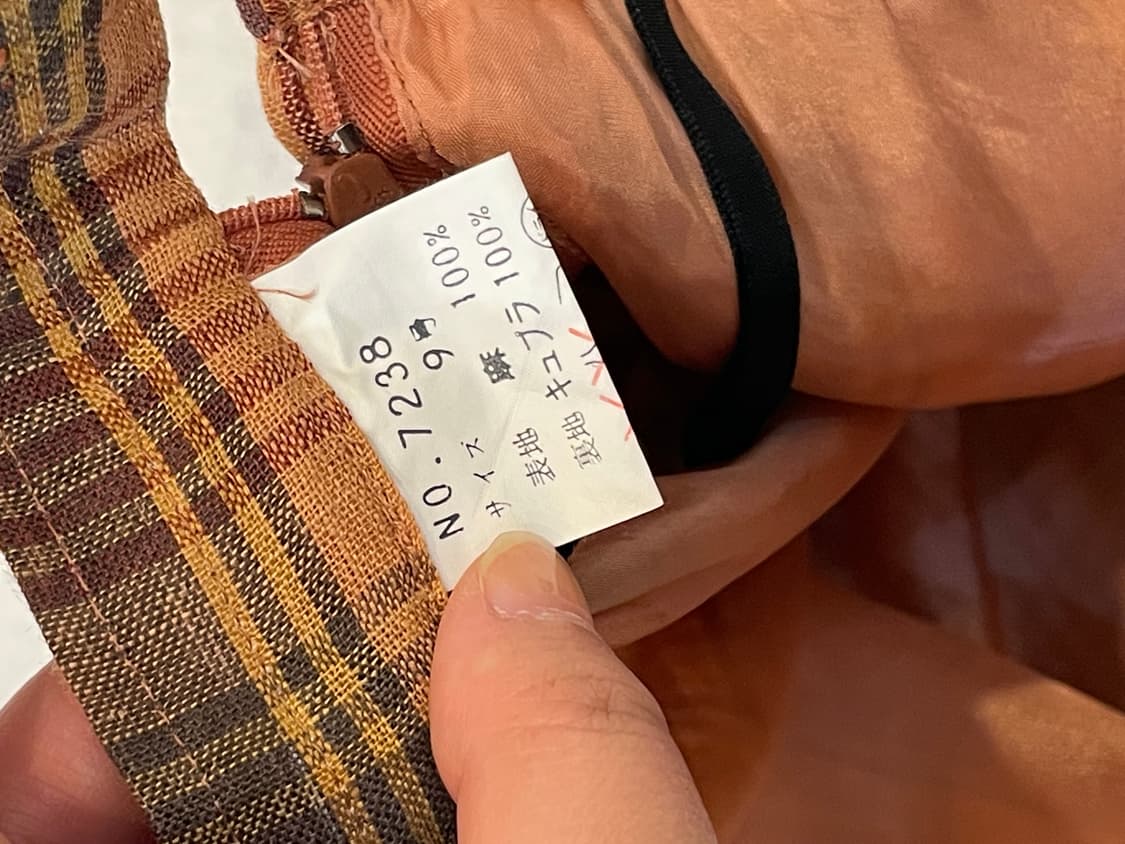 NO.7238
サイズ 9号
表地 麻 100%
裏地 キュプラ 100%